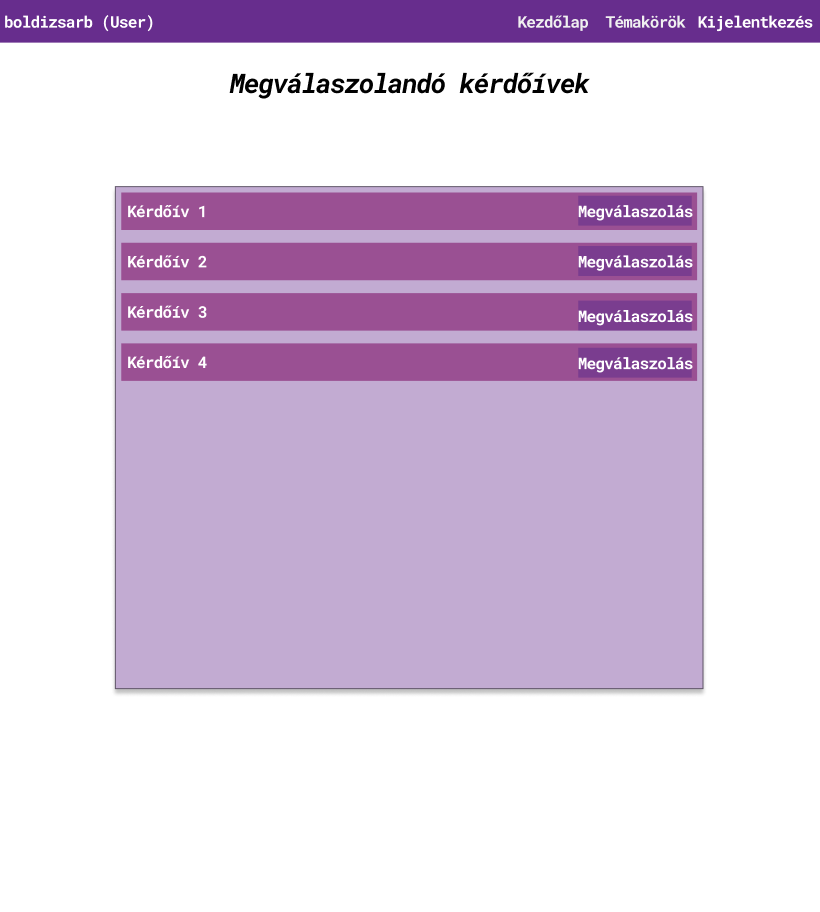 boldizsarb (User) Kezdőlap Témakörök Kijelentkezés
Megválaszolandó kérdőívek
Kérdőív 1 Megválaszolás
Kérdőív 2 Megválaszolás
Kérdőív 3 Megválaszolás
Kérdőív 4 Megválaszolás